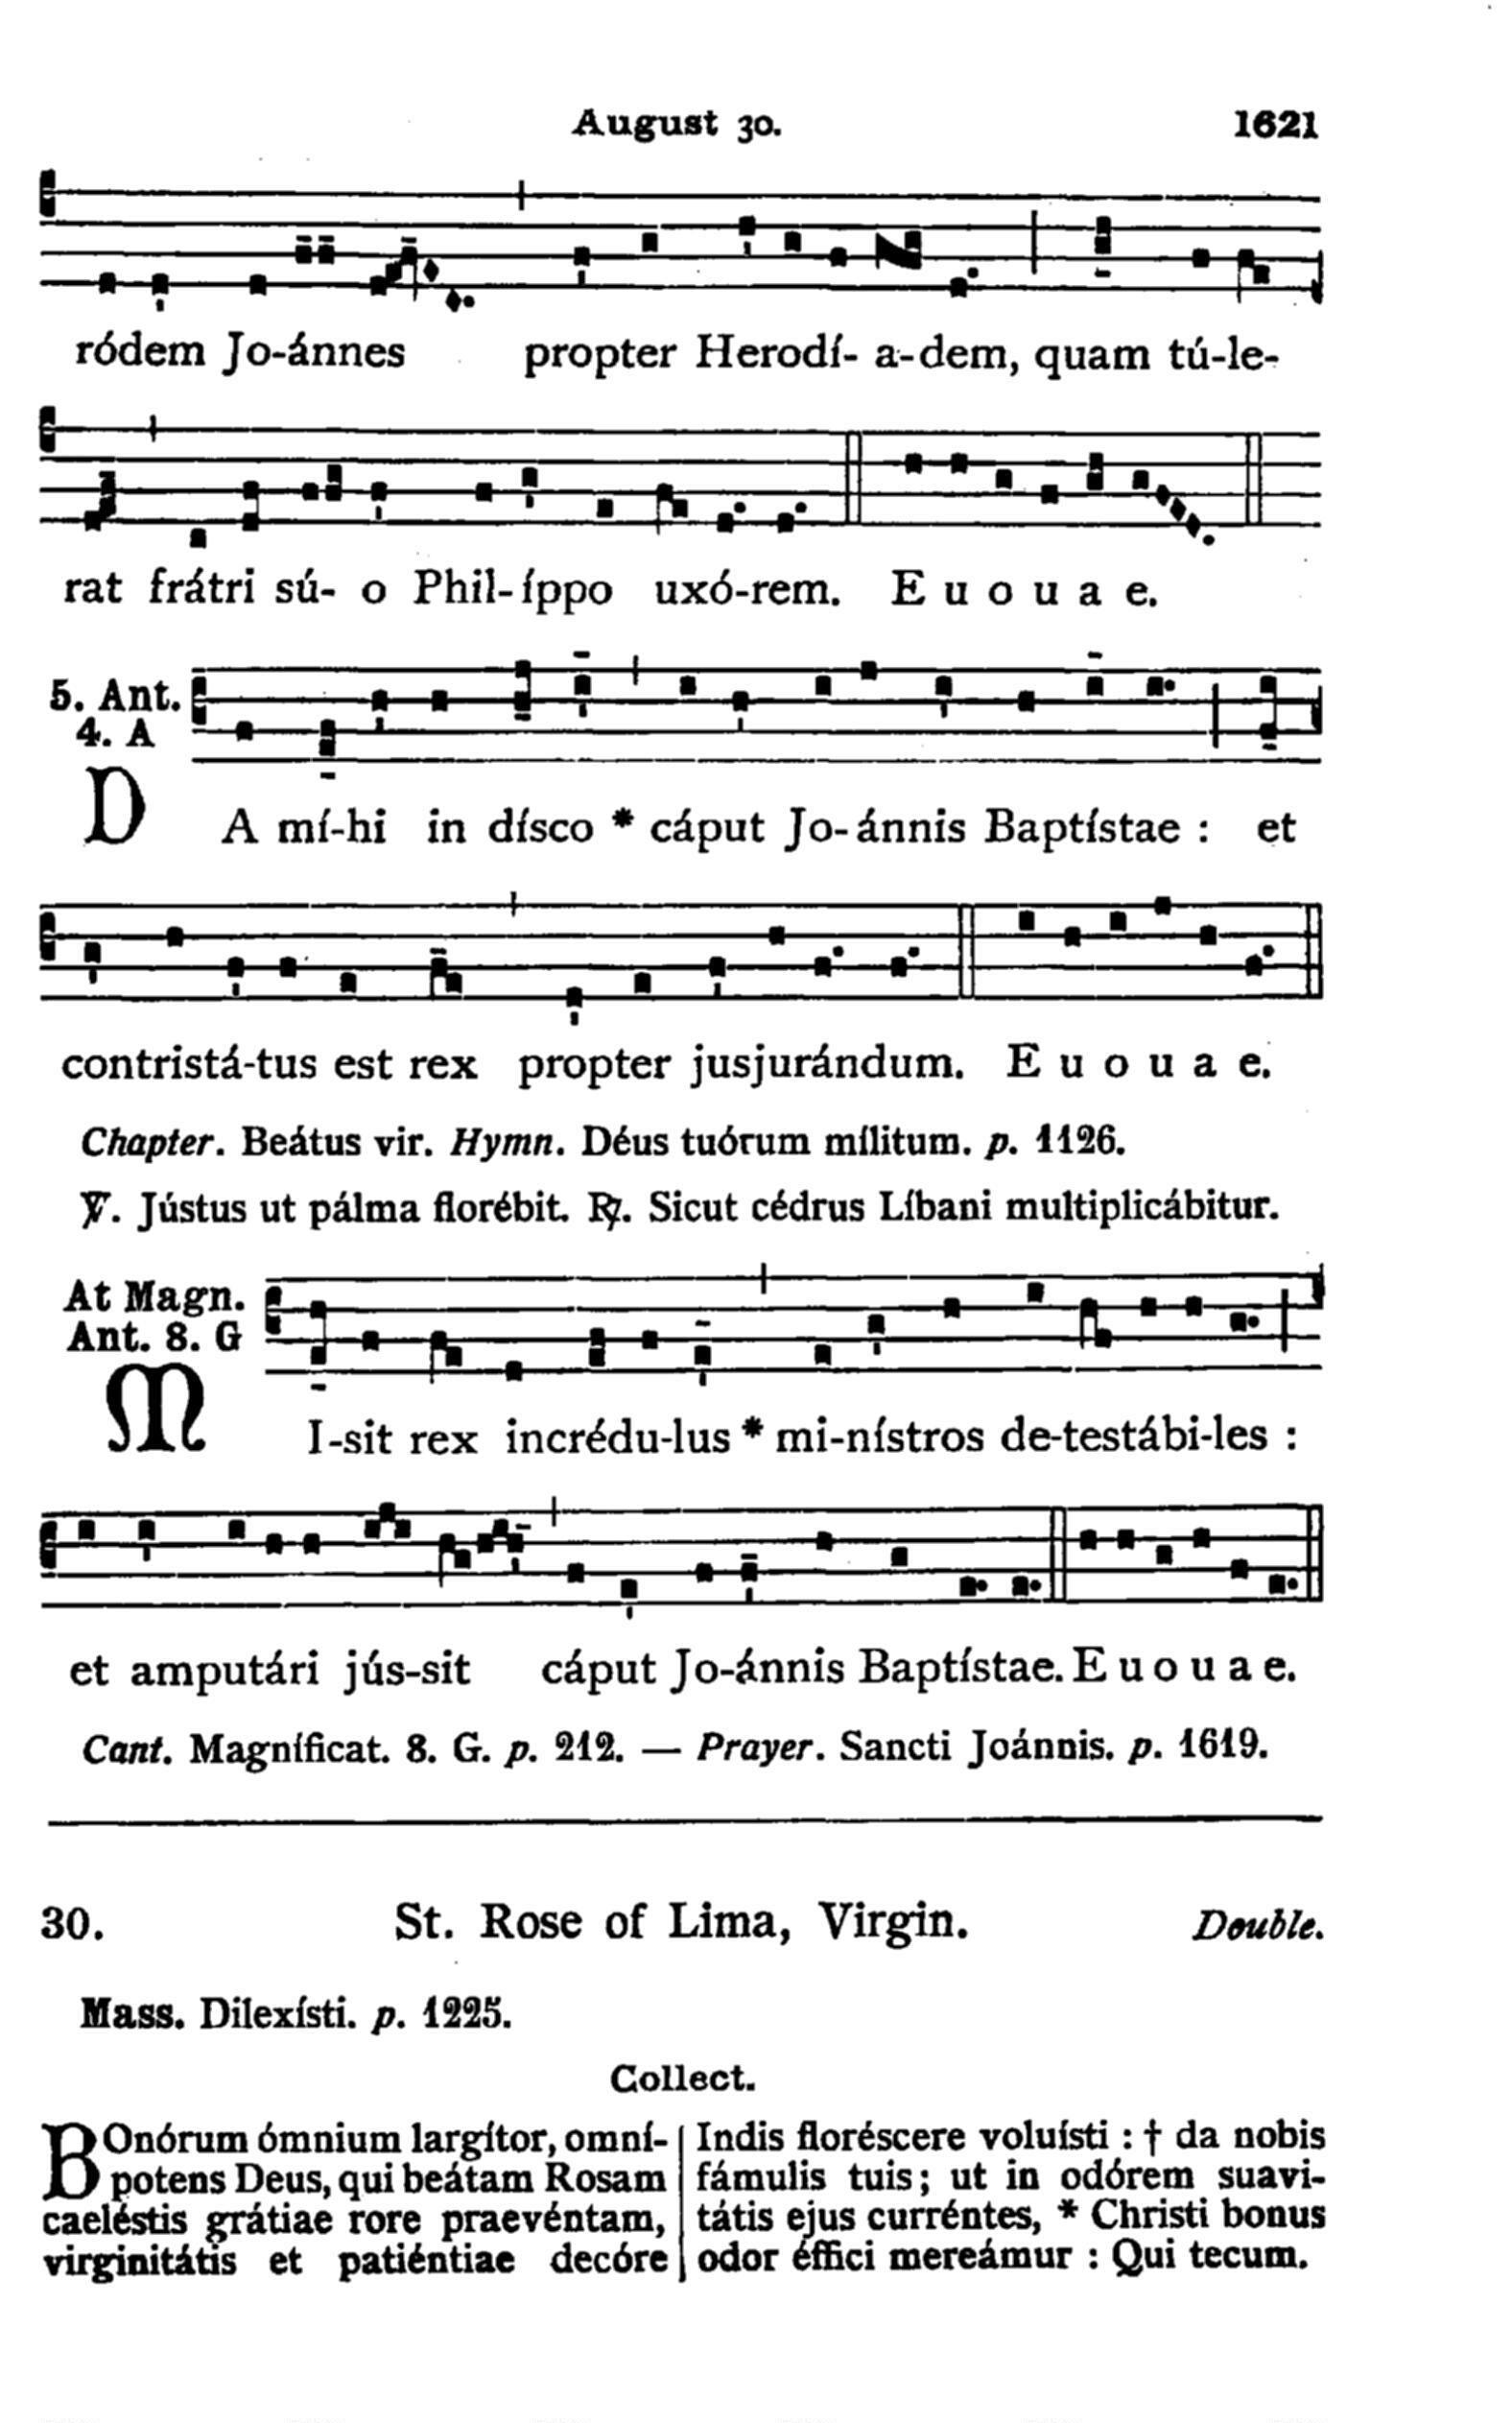 August 30. 1621
ródem Jo-ánnes propter Herodí- a-dem, quam tú-le-
rat frátri sú- o Phil-íppo uxó-rem. E u o u a e.
5. Ant.
4. A
DA mí-hi in dísco * cáput Jo-ánnis Baptístae : et
contristá-tus est rex propter jusjurándum. E u o u a e.
Chapter. Beátus vir. Hymn. Déus tuórum mílitum. p. 1126.
℣. Jústus ut pálma florébit. ℟. Sicut cédrus Líbani multiplicábitur.
At Magn.
Ant. 8. G
MI-sit rex incrédu-lus * mi-nístros de-testábi-les :
et amputári jús-sit cáput Jo-ánnis Baptístae. E u o u a e.
Cant. Magníficat. 8. G. p. 212. — Prayer. Sancti Joánnis. p. 1619.
30. St. Rose of Lima, Virgin. Double.
Mass. Dilexísti. p. 1225.
Collect.
BOnórum ómnium largítor, omní-
potens Deus, qui beátam Rosam
caeléstis grátiae rore praevéntam,
virginitátis et patiéntiae decóre
Indis floréscere voluísti : † da nobis
fámulis tuis; ut in odórem suavi-
tátis ejus curréntes, * Christi bonus
odor éffici mereámur : Qui tecum.